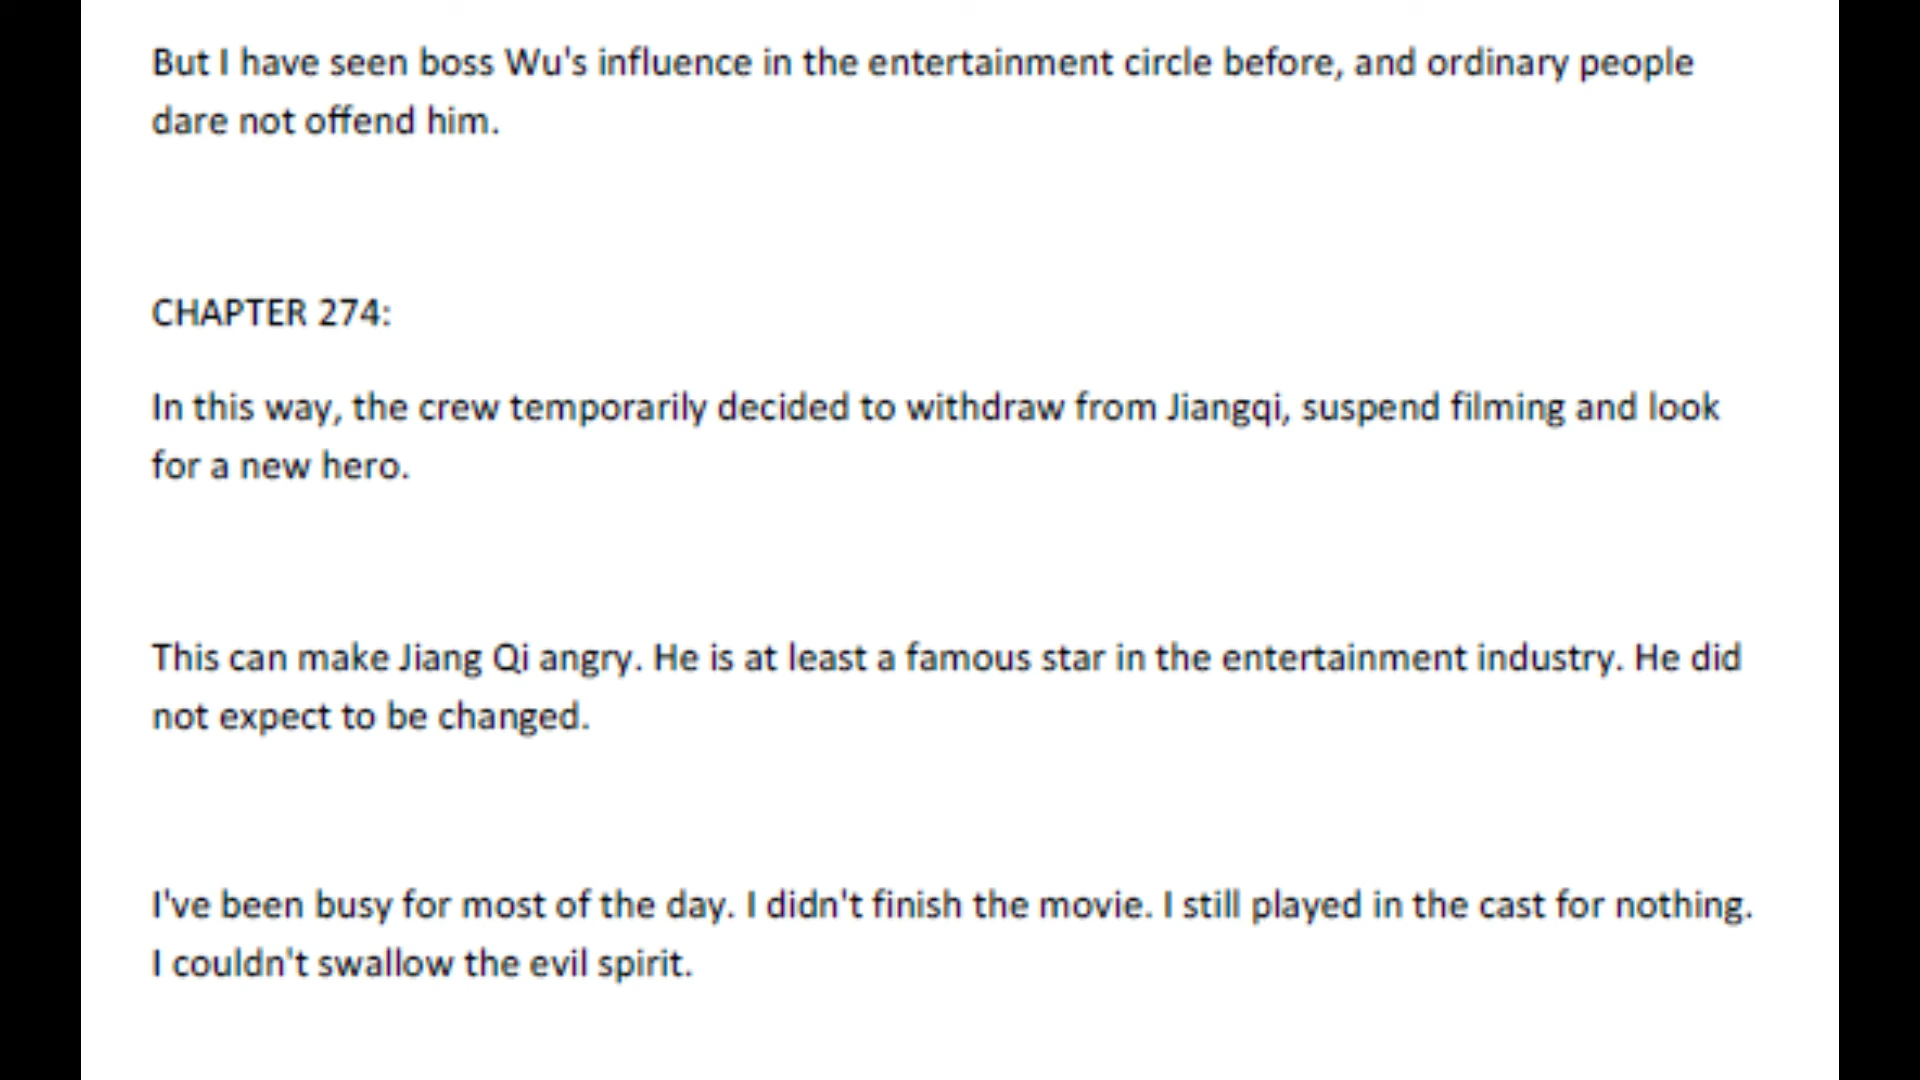 But I have seen boss Wu's influence in the entertainment circle before, and ordinary people
dare not offend him.
CHAPTER 274:
In this way, the crew temporarily decided to withdraw from Jiangqi, suspend filming and look
for a new hero.
This can make Jiang Qi angry. He is at least a famous star in the entertainment industry. He did
not expect to be changed.
I've been busy for most of the day. I didn't finish the movie. I still played in the cast for nothing.
I couldn't swallow the evil spirit.